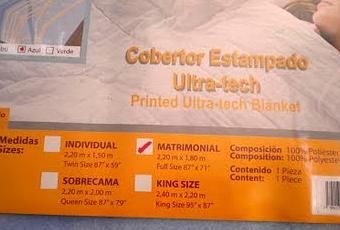 Azul Verde
Cobertor Estampado
Ultra-tech
Printed Ultra-tech Blanket
Medidas
Sizes:
INDIVIDUAL
2,20 m x 1,50 m
Twin Size 87" x 59"
MATRIMONIAL
2,20 m x 1,80 m
Full Size 87" x 71"
SOBRECAMA
2,20 m x 2,00 m
Queen Size 87" x 79"
KING SIZE
2,40 m x 2,20 m
King Size 95" x 87"
Composición 100% Poliéster
Composition: 100% Polyeste
Contenido 1 Pieza
Content: 1 Piece